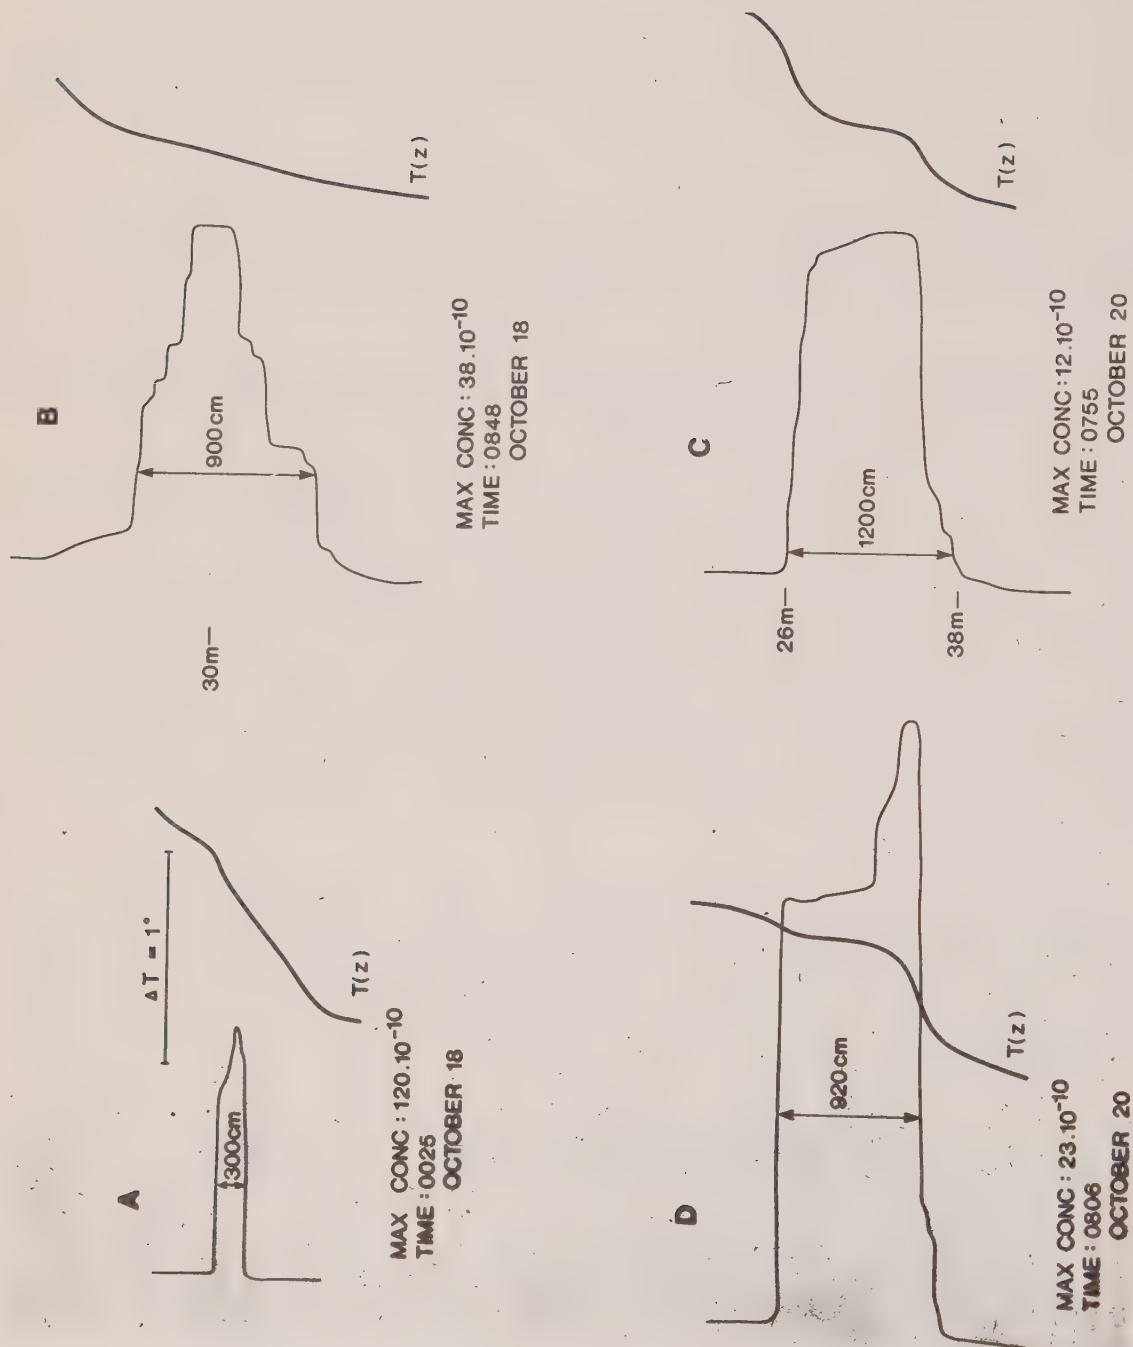 A
ΔT = 1°
300cm
T(z)
MAX CONC : 120.10⁻¹⁰
TIME : 0025
OCTOBER 18
B
30m—
900cm
T(z)
MAX CONC : 38.10⁻¹⁰
TIME : 0848
OCTOBER 18
D
920cm
T(z)
MAX CONC : 23.10⁻¹⁰
TIME : 0806
OCTOBER 20
C
26m—
38m—
1200cm
T(z)
MAX CONC : 12.10⁻¹⁰
TIME : 0755
OCTOBER 20